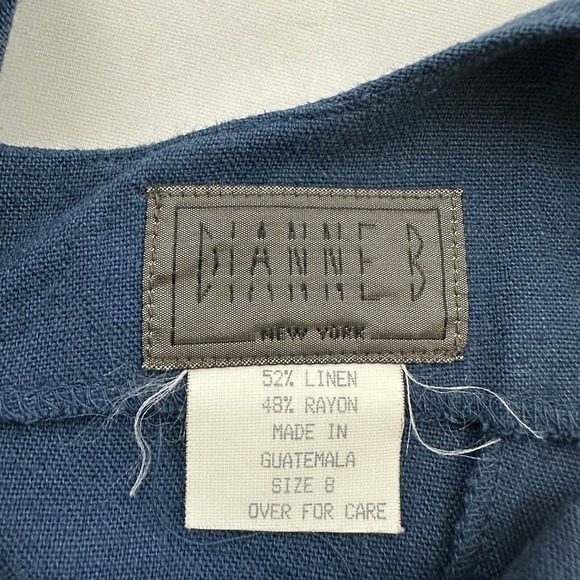 DIANNE B
NEW YORK
52% LINEN
48% RAYON
MADE IN
GUATEMALA
SIZE 8
OVER FOR CARE